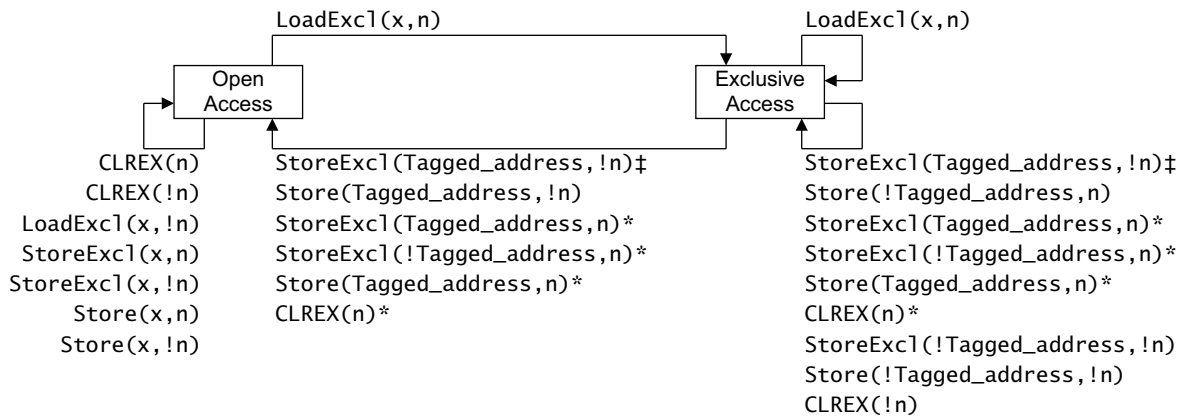 LoadExcl(x,n) LoadExcl(x,n)
Open Exclusive
Access Access
CLREX(n) StoreExcl(Tagged_address,!n)‡ StoreExcl(Tagged_address,!n)‡
CLREX(!n) Store(Tagged_address,!n) Store(!Tagged_address,n)
LoadExcl(x,!n) StoreExcl(Tagged_address,n)* StoreExcl(Tagged_address,n)*
StoreExcl(x,n) StoreExcl(!Tagged_address,n)* StoreExcl(!Tagged_address,n)*
StoreExcl(x,!n) Store(Tagged_address,n)* Store(Tagged_address,n)*
Store(x,n) CLREX(n)* CLREX(n)*
Store(x,!n) StoreExcl(!Tagged_address,!n)
Store(!Tagged_address,!n)
CLREX(!n)